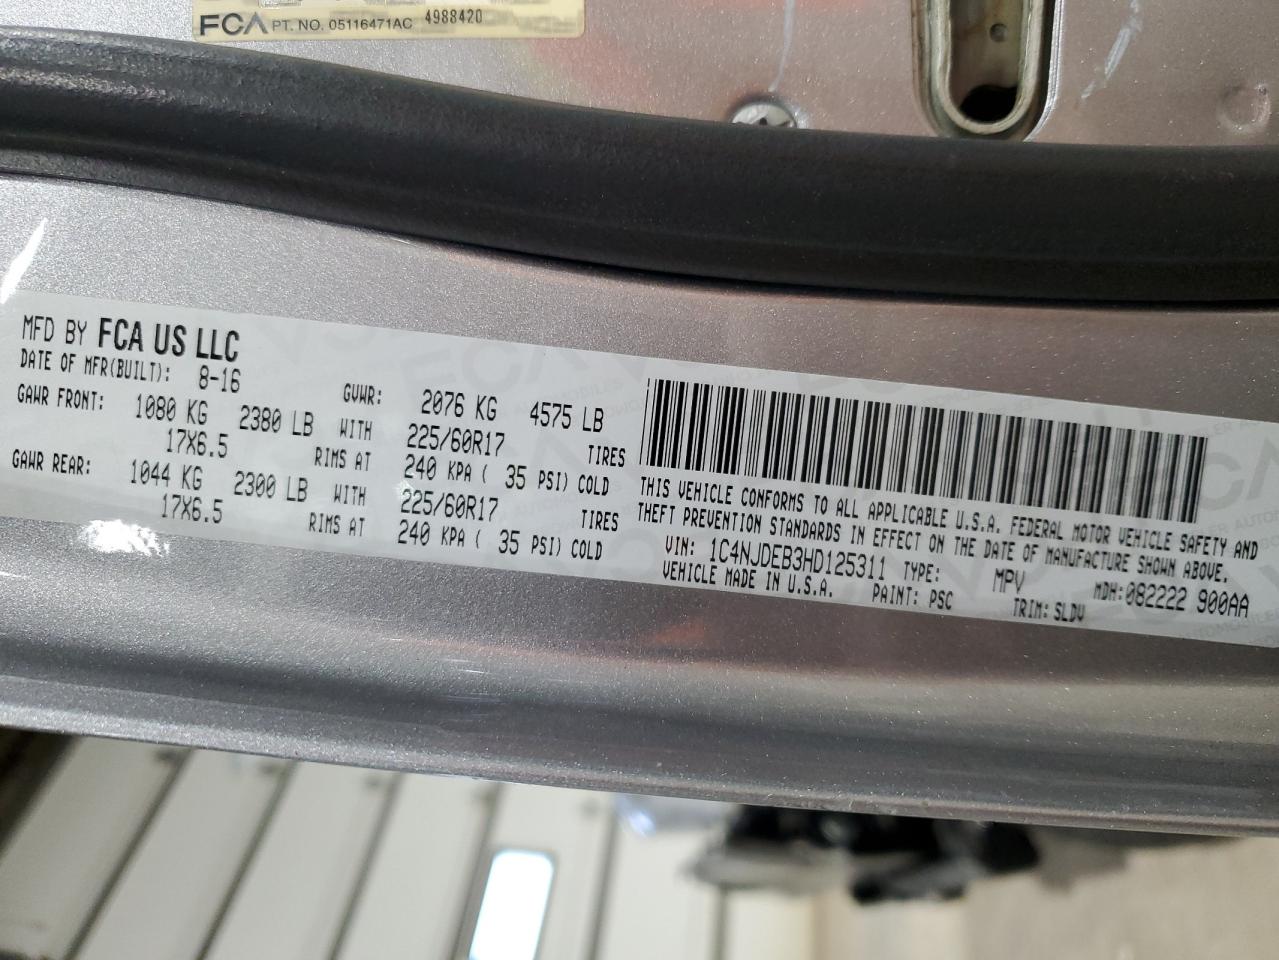 FCA PT. NO. 05116471AC 4988420
MFD BY FCA US LLC
DATE OF MFR(BUILT): 8-16 GVWR: 2076 KG 4575 LB
GAWR FRONT: 1080 KG 2380 LB WITH 225/60R17 TIRES
17X6.5 RIMS AT 240 KPA ( 35 PSI) COLD
GAWR REAR: 1044 KG 2300 LB WITH 225/60R17 TIRES
17X6.5 RIMS AT 240 KPA ( 35 PSI) COLD
THIS VEHICLE CONFORMS TO ALL APPLICABLE U.S.A. FEDERAL MOTOR VEHICLE SAFETY AND
THEFT PREVENTION STANDARDS IN EFFECT ON THE DATE OF MANUFACTURE SHOWN ABOVE.
VIN: 1C4NJDEB3HD125311 TYPE: MPV MDH:082222 900AA
VEHICLE MADE IN U.S.A. PAINT: PSC TRIM: SLDV